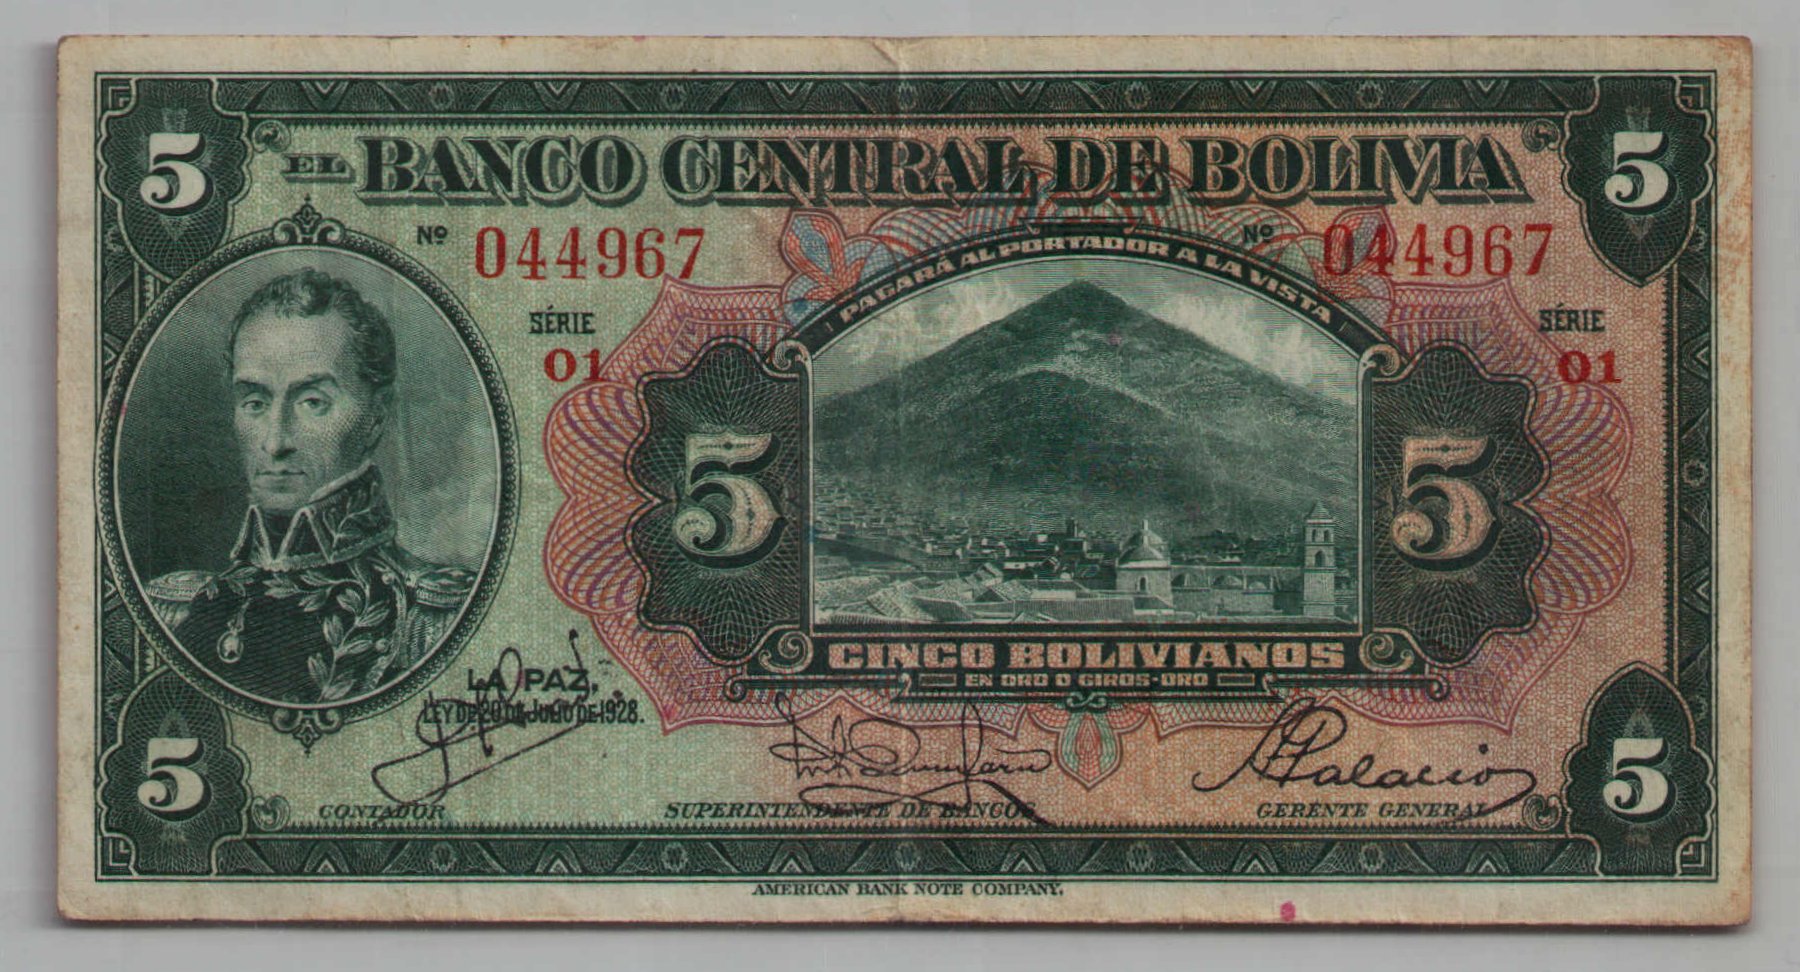 5 5
EL BANCO CENTRAL DE BOLIVIA
Nº 044967 Nº 044967
PAGARÁ AL PORTADOR A LA VISTA
SÉRIE SÉRIE
01 01
5 5
CINCO BOLIVIANOS
EN ORO O GIROS-ORO
LA PAZ,
LEY DE 20 DE JULIO DE 1928.
A Palacio
5 5
CONTADOR SUPERINTENDENTE DE BANCOS GERENTE GENERAL
AMERICAN BANK NOTE COMPANY.